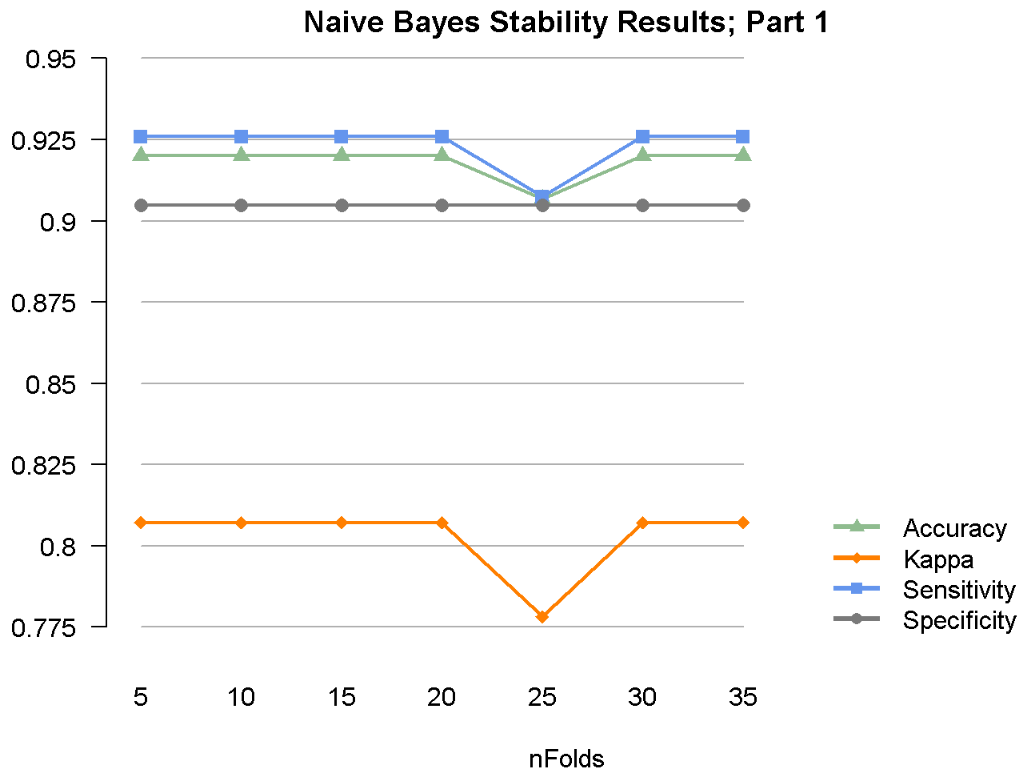 Naive Bayes Stability Results; Part 1
0.95
0.925
0.9
0.875
0.85
0.825
0.8
0.775
Accuracy
Kappa
Sensitivity
Specificity
5 10 15 20 25 30 35
nFolds